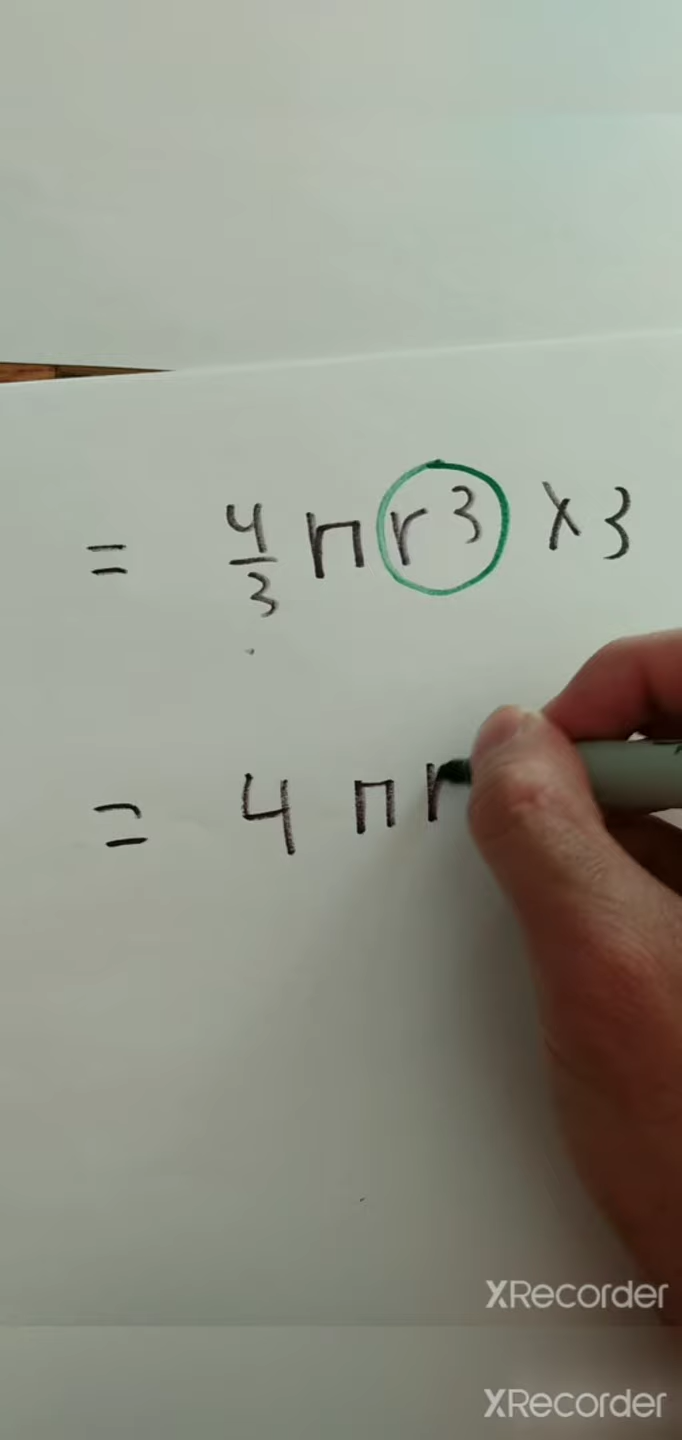 = 4/3 πr³ × 3
= 4 πr
XRecorder
XRecorder